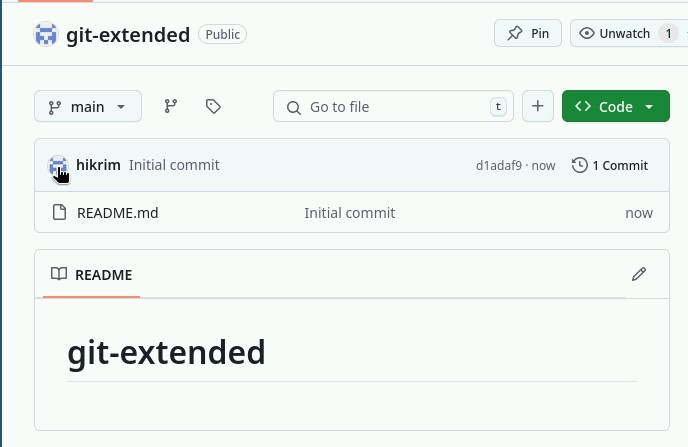 git-extended Public Pin Unwatch 1
main Go to file t Code
hikrim Initial commit d1adaf9 · now 1 Commit
README.md Initial commit now
README
git-extended